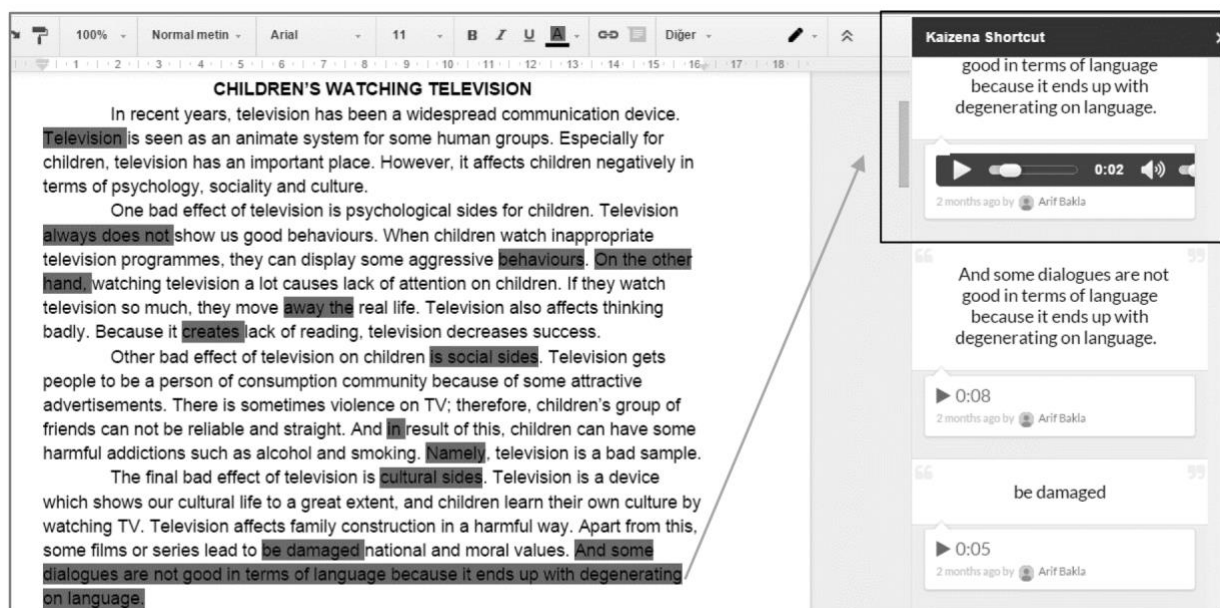 100% Normal metin Arial 11 B I U A Diğer
1 2 3 4 5 6 7 8 9 10 11 12 13 14 15 16 17 18
CHILDREN'S WATCHING TELEVISION
In recent years, television has been a widespread communication device.
Television is seen as an animate system for some human groups. Especially for
children, television has an important place. However, it affects children negatively in
terms of psychology, sociality and culture.
One bad effect of television is psychological sides for children. Television
always does not show us good behaviours. When children watch inappropriate
television programmes, they can display some aggressive behaviours. On the other
hand, watching television a lot causes lack of attention on children. If they watch
television so much, they move away the real life. Television also affects thinking
badly. Because it creates lack of reading, television decreases success.
Other bad effect of television on children is social sides. Television gets
people to be a person of consumption community because of some attractive
advertisements. There is sometimes violence on TV; therefore, children's group of
friends can not be reliable and straight. And in result of this, children can have some
harmful addictions such as alcohol and smoking. Namely, television is a bad sample.
The final bad effect of television is cultural sides. Television is a device
which shows our cultural life to a great extent, and children learn their own culture by
watching TV. Television affects family construction in a harmful way. Apart from this,
some films or series lead to be damaged national and moral values. And some
dialogues are not good in terms of language because it ends up with degenerating
on language.
Kaizena Shortcut
good in terms of language
because it ends up with
degenerating on language.
0:02
2 months ago by Arif Bakla
And some dialogues are not
good in terms of language
because it ends up with
degenerating on language.
0:08
2 months ago by Arif Bakla
be damaged
0:05
2 months ago by Arif Bakla